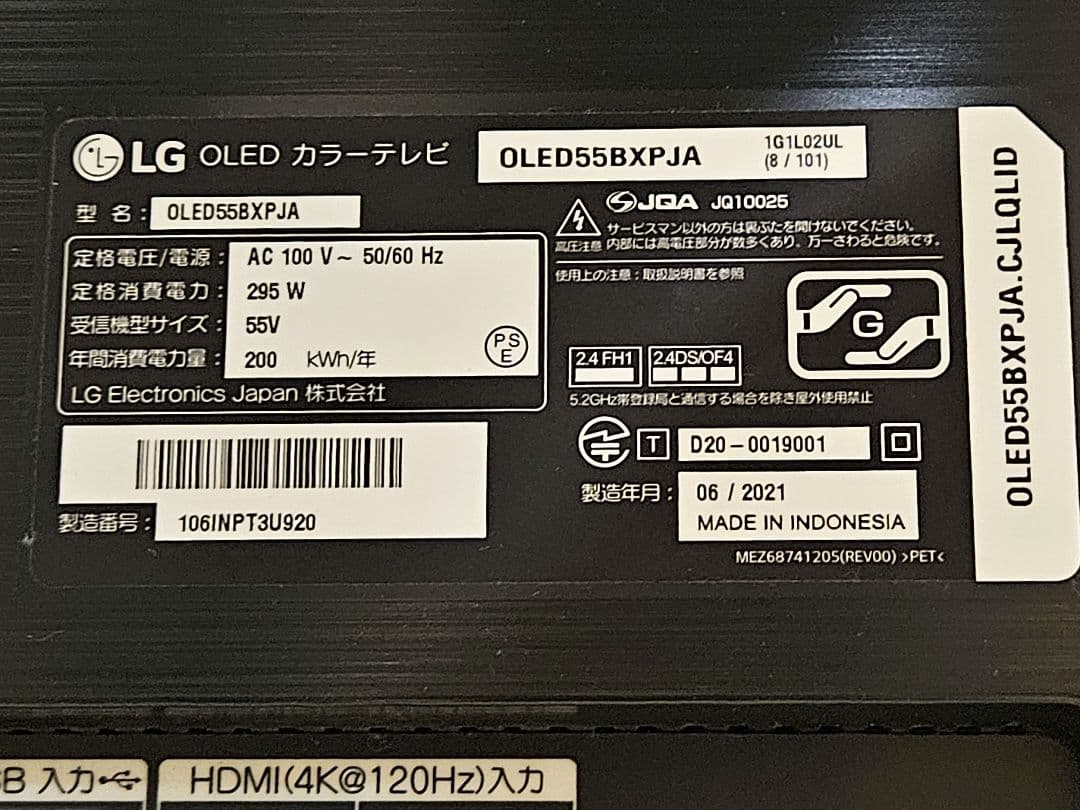 LG OLED カラーテレビ
OLED55BXPJA
1G1L02UL
(8 / 101)
型 名: OLED55BXPJA
定格電圧/電源: AC 100 V~ 50/60 Hz
定格消費電力: 295 W
受信機型サイズ: 55V
年間消費電力量: 200 kWh/年
PS
E
LG Electronics Japan 株式会社
製造番号: 106INPT3U920
JQA JQ10025
高圧注意
サービスマン以外の方は裏ぶたを開けないでください。
内部には高電圧部分が数多くあり、万一さわると危険です。
使用上の注意:取扱説明書を参照
G
2.4 FH1
2.4DS/OF4
5.2GHz帯登録局と通信する場合を除き屋外使用禁止
T D20-0019001
製造年月: 06 / 2021
MADE IN INDONESIA
MEZ68741205(REV00) >PET<
OLED55BXPJA.CJLQLID
B 入力
HDMI(4K@120Hz)入力